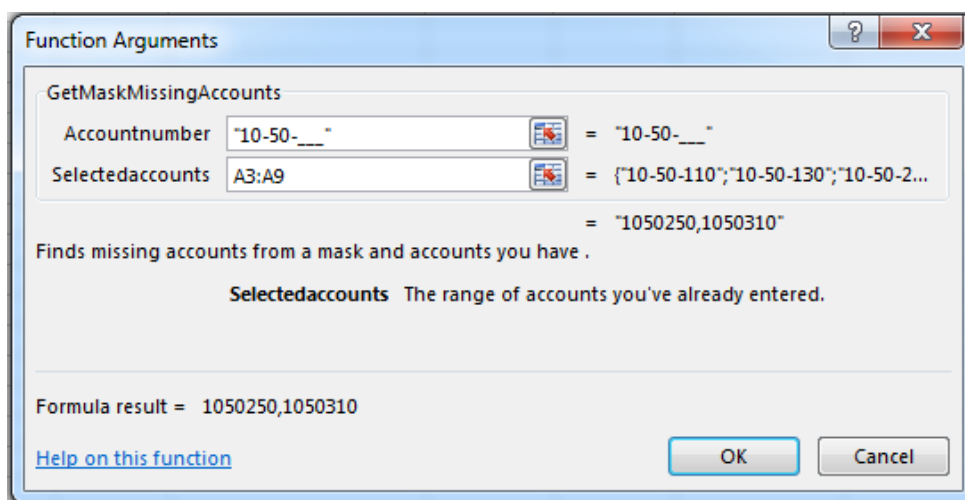 Function Arguments
GetMaskMissingAccounts
Accountnumber "10-50-___" = "10-50-___"
Selectedaccounts A3:A9 = {"10-50-110";"10-50-130";"10-50-2...
= "1050250,1050310"
Finds missing accounts from a mask and accounts you have .
Selectedaccounts The range of accounts you've already entered.
Formula result = 1050250,1050310
Help on this function OK Cancel